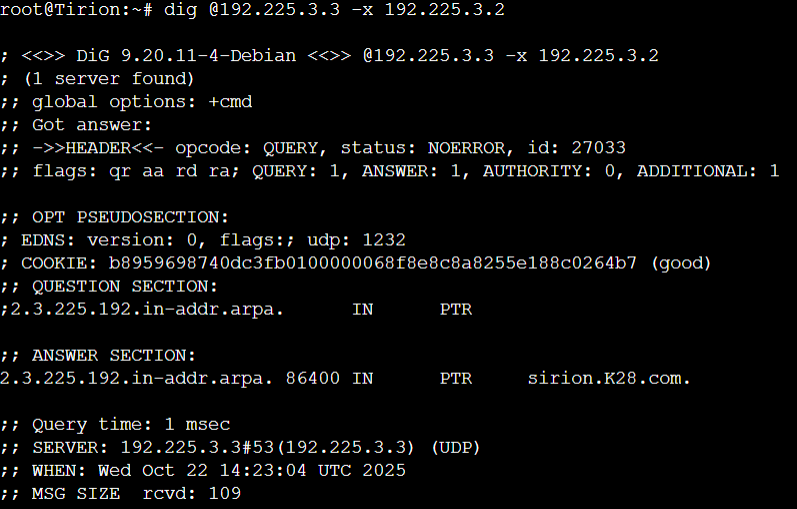 root@Tirion:~# dig @192.225.3.3 -x 192.225.3.2
; <<>> DiG 9.20.11-4-Debian <<>> @192.225.3.3 -x 192.225.3.2
; (1 server found)
;; global options: +cmd
;; Got answer:
;; ->>HEADER<<- opcode: QUERY, status: NOERROR, id: 27033
;; flags: qr aa rd ra; QUERY: 1, ANSWER: 1, AUTHORITY: 0, ADDITIONAL: 1
;; OPT PSEUDOSECTION:
; EDNS: version: 0, flags:; udp: 1232
; COOKIE: b8959698740dc3fb0100000068f8e8c8a8255e188c0264b7 (good)
;; QUESTION SECTION:
;2.3.225.192.in-addr.arpa. IN PTR
;; ANSWER SECTION:
2.3.225.192.in-addr.arpa. 86400 IN PTR sirion.K28.com.
;; Query time: 1 msec
;; SERVER: 192.225.3.3#53(192.225.3.3) (UDP)
;; WHEN: Wed Oct 22 14:23:04 UTC 2025
;; MSG SIZE rcvd: 109